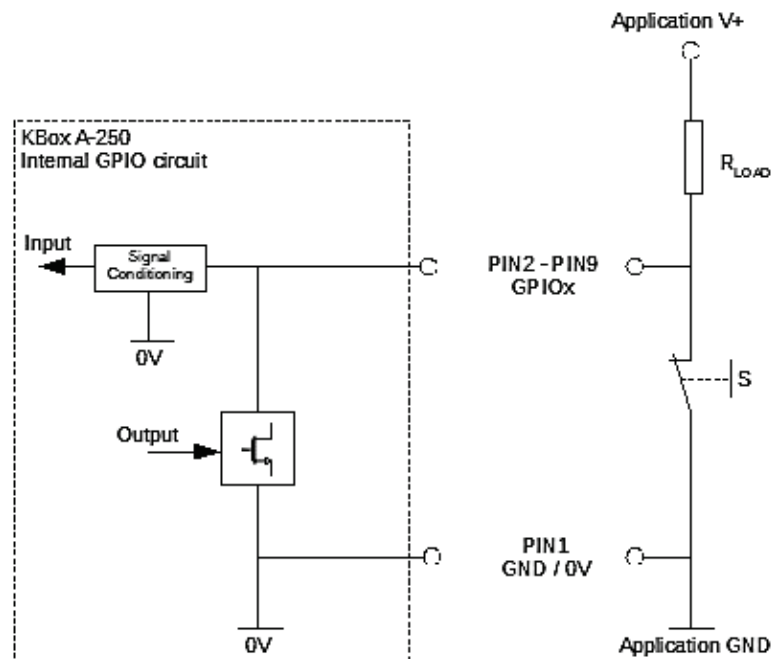 Application V+
KBox A-250
Internal GPIO circuit
RLOAD
Input
Signal
Conditioning
PIN2 - PIN9
GPIOx
0V
S
Output
PIN1
GND / 0V
0V
Application GND